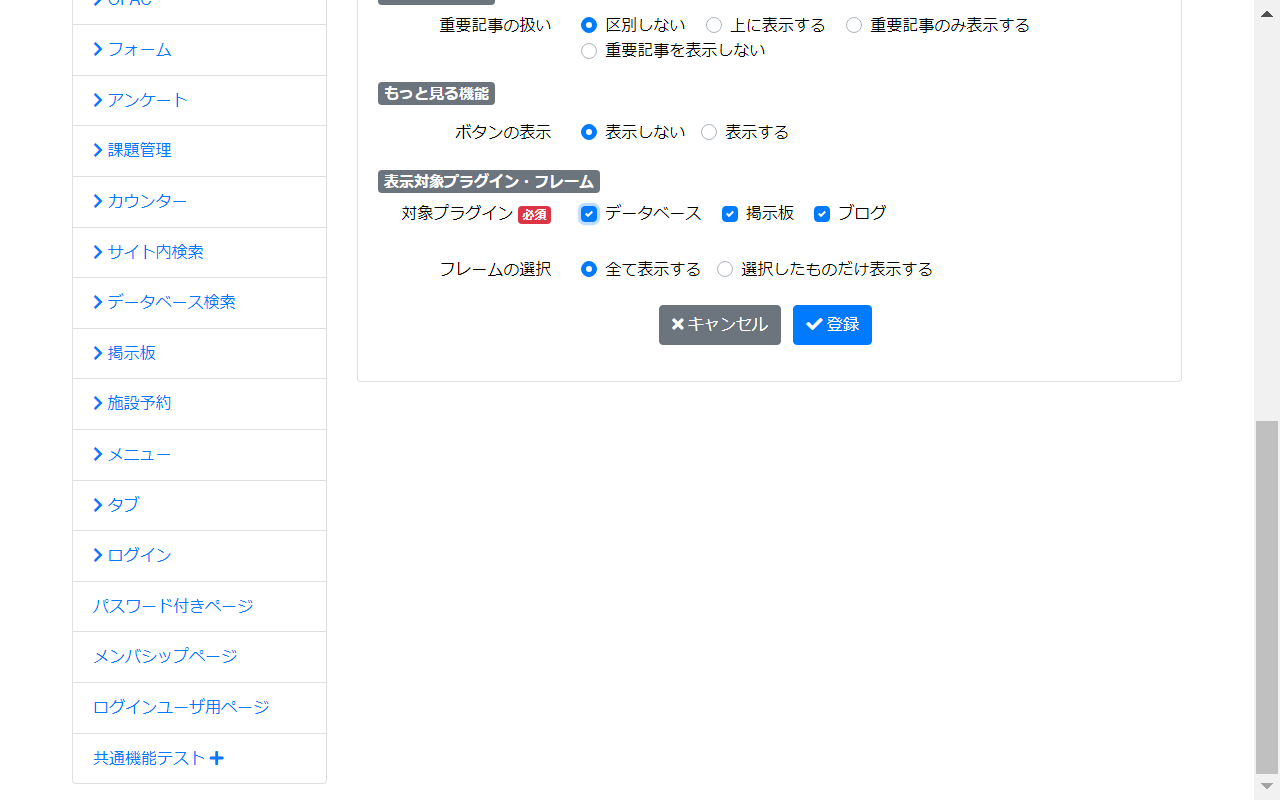 OPAC
フォーム
アンケート
課題管理
カウンター
サイト内検索
データベース検索
掲示板
施設予約
メニュー
タブ
ログイン
パスワード付きページ
メンバシップページ
ログインユーザ用ページ
共通機能テスト
重要記事の扱い 区別しない 上に表示する 重要記事のみ表示する
重要記事を表示しない
もっと見る機能
ボタンの表示 表示しない 表示する
表示対象プラグイン・フレーム
対象プラグイン 必須 データベース 掲示板 ブログ
フレームの選択 全て表示する 選択したものだけ表示する
キャンセル 登録